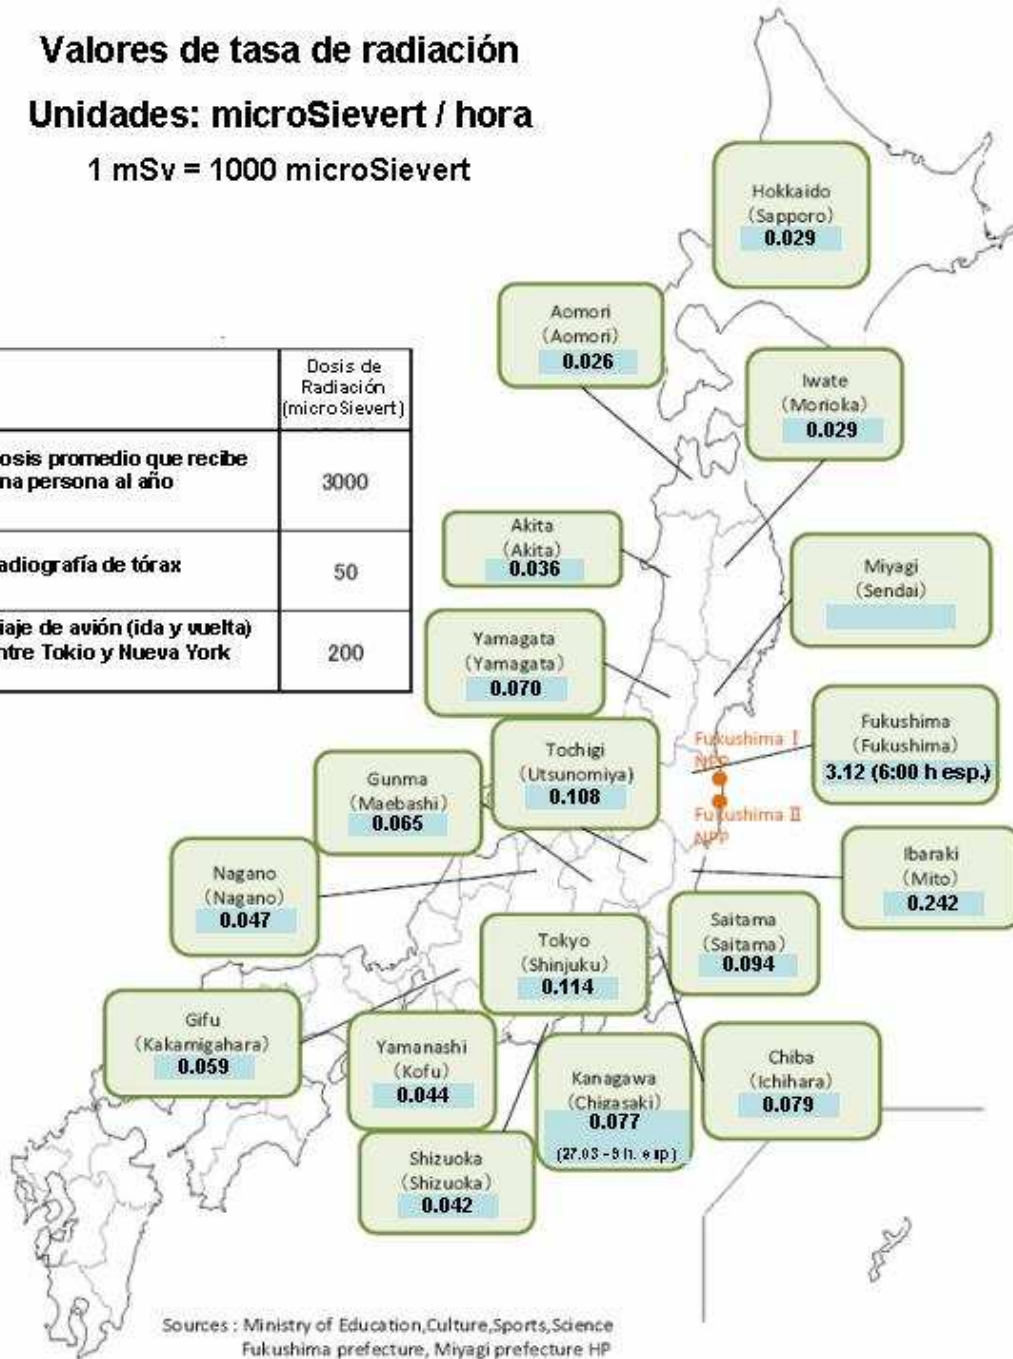 Valores de tasa de radiación
Unidades: microSievert / hora
1 mSv = 1000 microSievert
Dosis de
Radiación
(microSievert)
osis promedio que recibe
na persona al año
3000
adiografía de tórax
50
iaje de avión (ida y vuelta)
ntre Tokio y Nueva York
200
Hokkaido
(Sapporo)
0.029
Aomori
(Aomori)
0.026
Iwate
(Morioka)
0.029
Akita
(Akita)
0.036
Miyagi
(Sendai)
Yamagata
(Yamagata)
0.070
Fukushima I
NPP
Fukushima II
NPP
Fukushima
(Fukushima)
3.12 (6:00 h esp.)
Tochigi
(Utsunomiya)
0.108
Gunma
(Maebashi)
0.065
Ibaraki
(Mito)
0.242
Nagano
(Nagano)
0.047
Saitama
(Saitama)
0.094
Tokyo
(Shinjuku)
0.114
Gifu
(Kakamigahara)
0.059
Yamanashi
(Kofu)
0.044
Kanagawa
(Chigasaki)
0.077
(27.03 - 9 h. esp.)
Chiba
(Ichihara)
0.079
Shizuoka
(Shizuoka)
0.042
Sources : Ministry of Education,Culture,Sports,Science
Fukushima prefecture, Miyagi prefecture HP